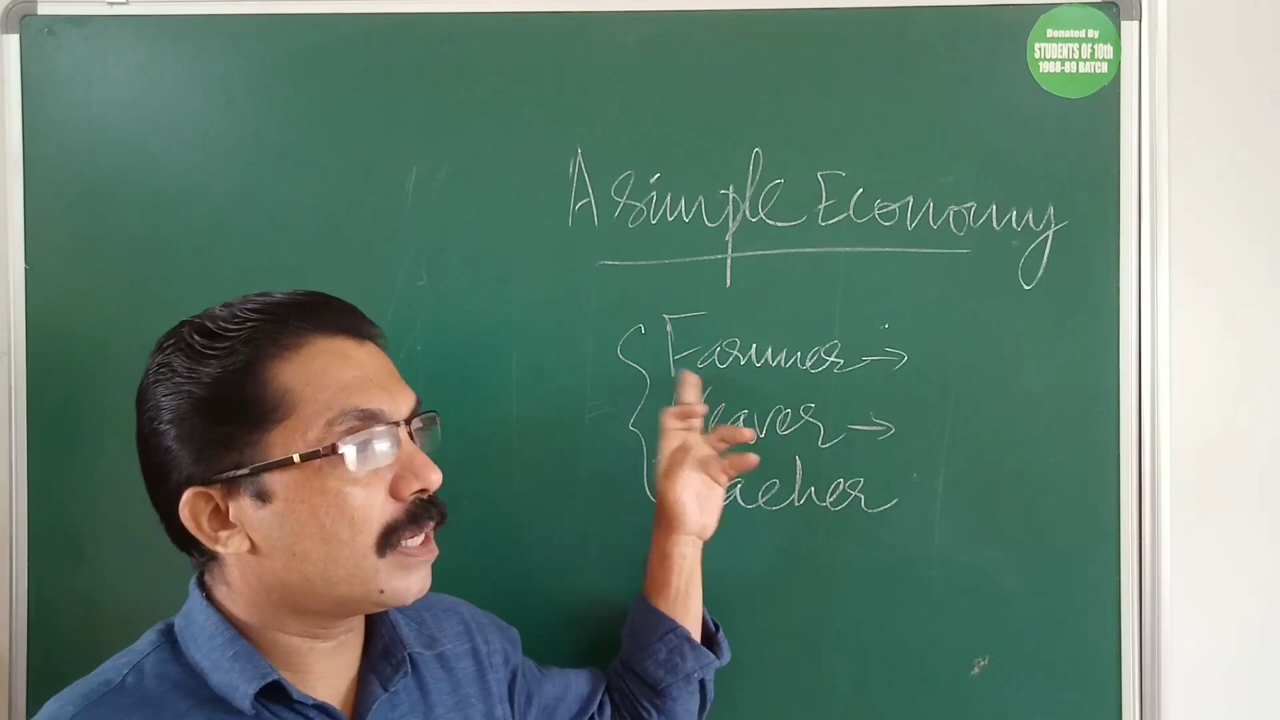 Donated By
STUDENTS OF 10th
1988-89 BATCH
A simple Economy
Farmer →
→